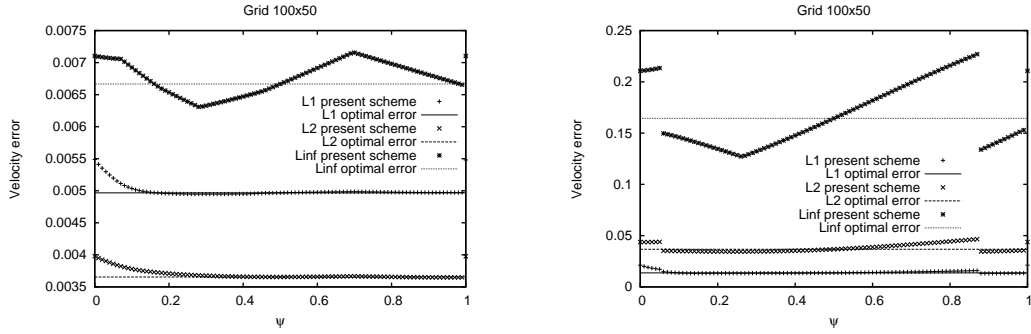 Grid 100x50
0.0075
0.007
0.0065
0.006
0.0055
0.005
0.0045
0.004
0.0035
Velocity error
L1 present scheme
L1 optimal error
L2 present scheme
L2 optimal error
Linf present scheme
Linf optimal error
0 0.2 0.4 0.6 0.8 1
ψ
Grid 100x50
0.25
0.2
0.15
0.1
0.05
0
Velocity error
L1 present scheme
L1 optimal error
L2 present scheme
L2 optimal error
Linf present scheme
Linf optimal error
0 0.2 0.4 0.6 0.8 1
ψ